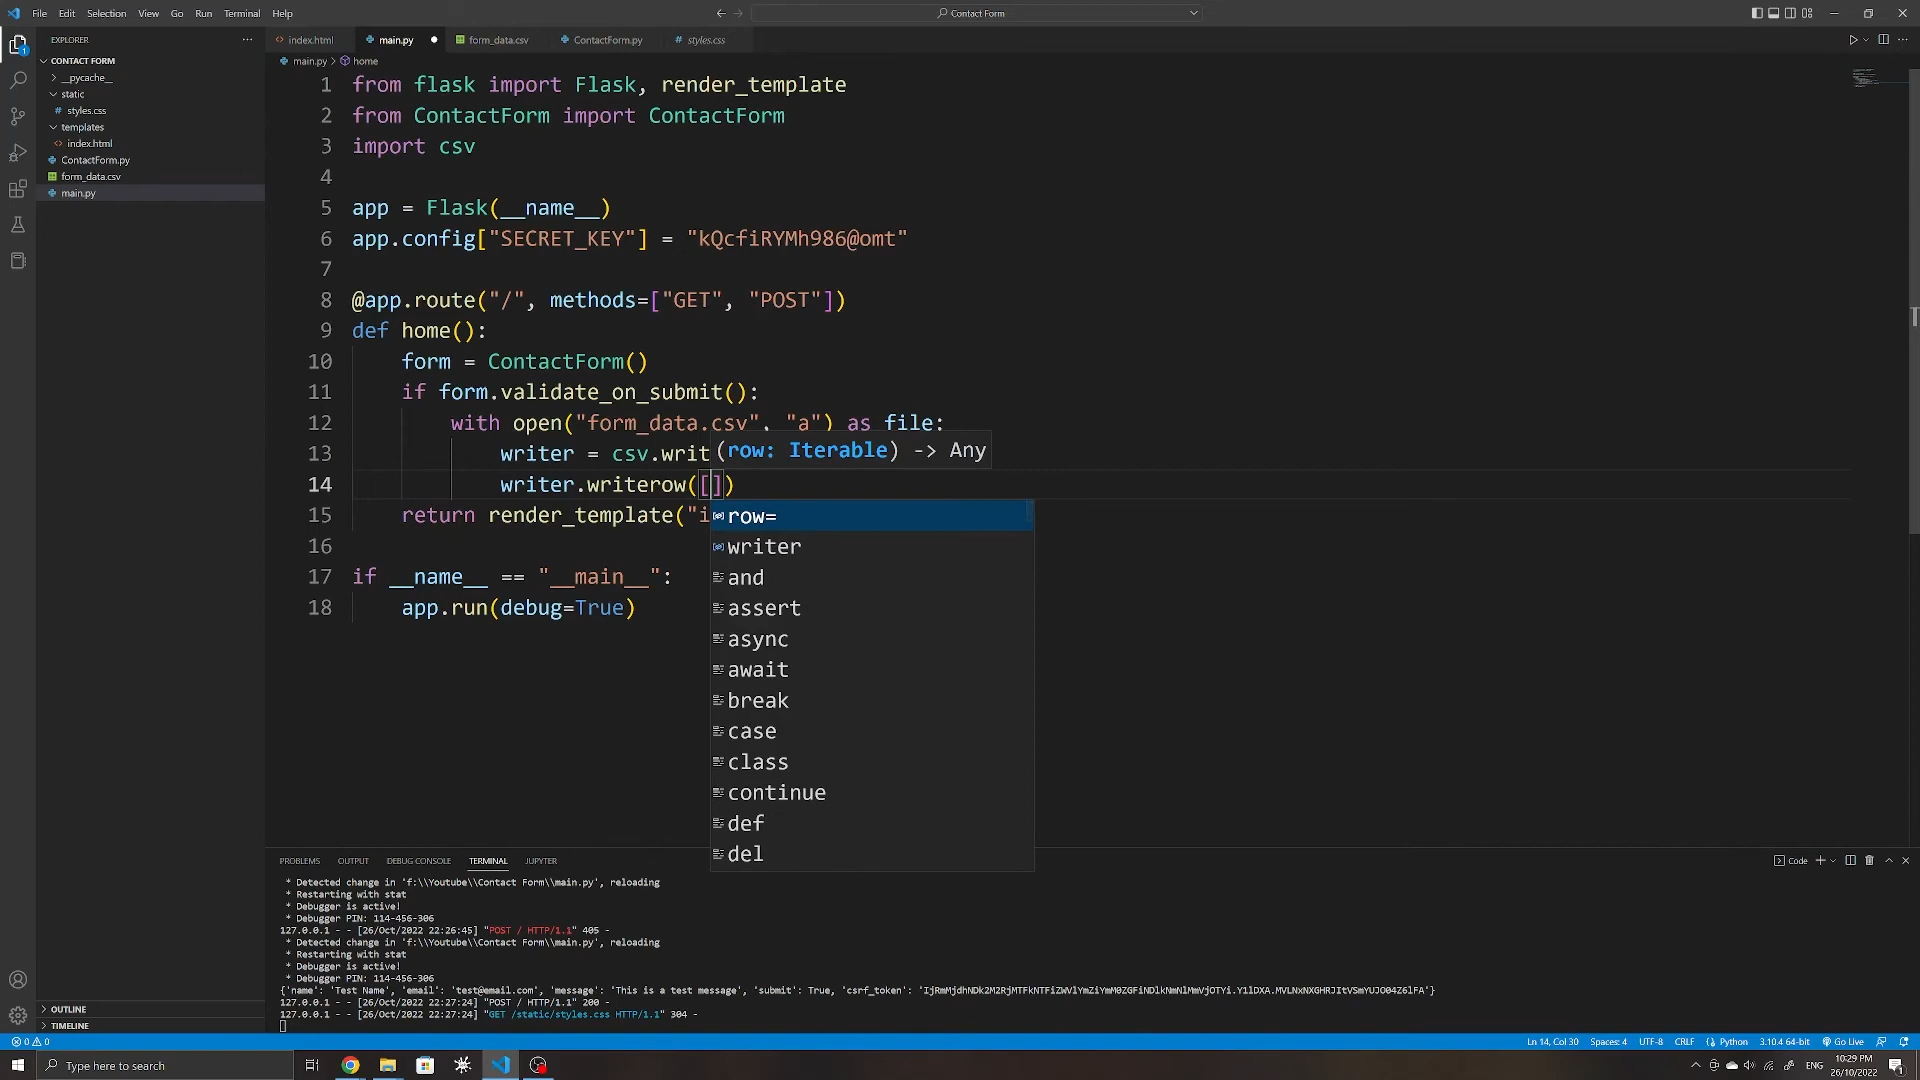 File Edit Selection View Go Run Terminal Help
Contact Form
EXPLORER
CONTACT FORM
__pycache__
static
styles.css
templates
index.html
ContactForm.py
form_data.csv
main.py
OUTLINE
TIMELINE
index.html main.py form_data.csv ContactForm.py styles.css
main.py > home
1 from flask import Flask, render_template
2 from ContactForm import ContactForm
3 import csv
4
5 app = Flask(__name__)
6 app.config["SECRET_KEY"] = "kQcfiRYMh986@omt"
7
8 @app.route("/", methods=["GET", "POST"])
9 def home():
10 form = ContactForm()
11 if form.validate_on_submit():
12 with open("form_data.csv", "a") as file:
13 writer = csv.writ
(row: Iterable) -> Any
14 writer.writerow([])
15 return render_template("i
16
17 if __name__ == "__main__":
18 app.run(debug=True)
row=
writer
and
assert
async
await
break
case
class
continue
def
del
PROBLEMS OUTPUT DEBUG CONSOLE TERMINAL JUPYTER
Code
* Detected change in 'f:\\Youtube\\Contact Form\\main.py', reloading
* Restarting with stat
* Debugger is active!
* Debugger PIN: 114-456-306
127.0.0.1 - - [26/Oct/2022 22:26:45] "POST / HTTP/1.1" 405 -
* Detected change in 'f:\\Youtube\\Contact Form\\main.py', reloading
* Restarting with stat
* Debugger is active!
* Debugger PIN: 114-456-306
{'name': 'Test Name', 'email': 'test@email.com', 'message': 'This is a test message', 'submit': True, 'csrf_token':
127.0.0.1 - - [26/Oct/2022 22:27:24] "POST / HTTP/1.1" 200 -
127.0.0.1 - - [26/Oct/2022 22:27:24] "GET /static/styles.css HTTP/1.1" 304 -
0 0
Ln 14, Col 30 Spaces: 4 UTF-8 CRLF Python 3.10.4 64-bit Go Live
Type here to search
ENG
10:29 PM
26/10/2022